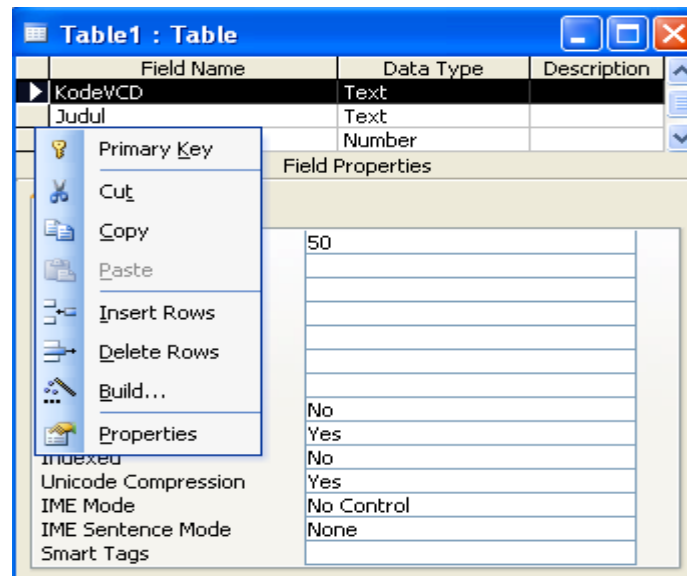 Table1 : Table
Field Name Data Type Description
KodeVCD Text
Judul Text
Number
Field Properties
Primary Key
Cut
Copy
Paste
Insert Rows
Delete Rows
Build...
Properties
50
No
Yes
Indexed No
Unicode Compression Yes
IME Mode No Control
IME Sentence Mode None
Smart Tags